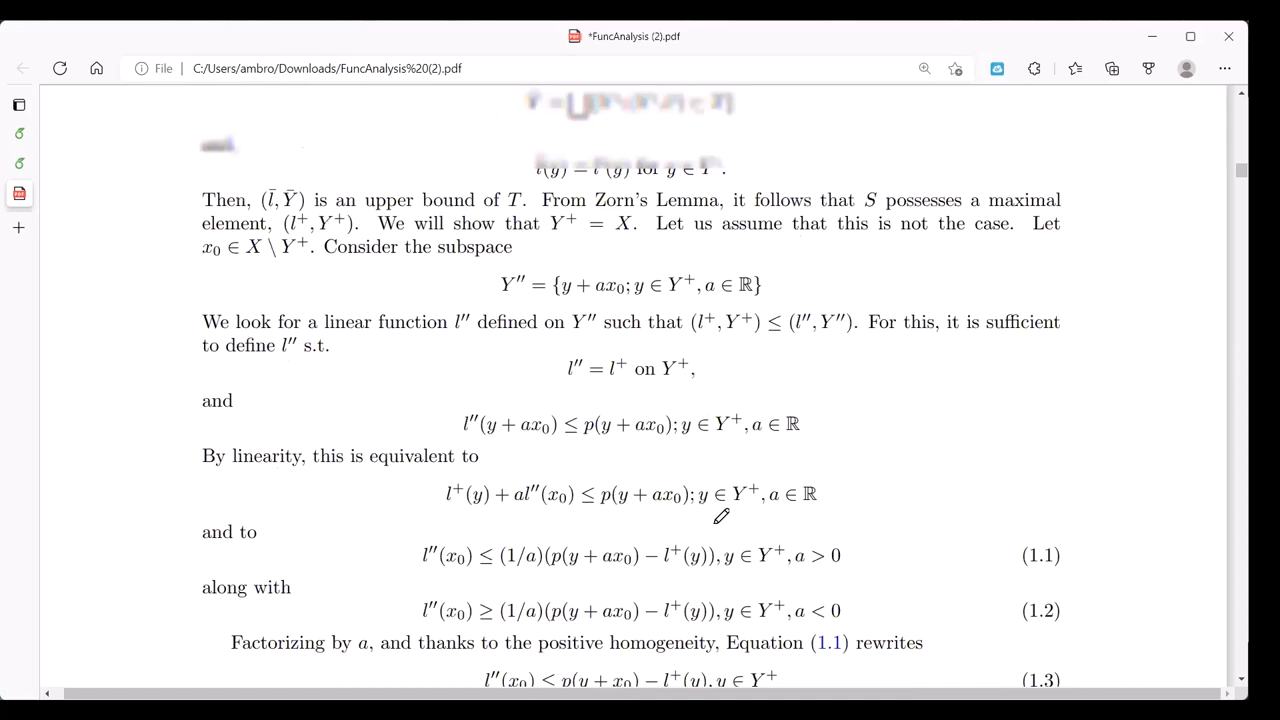 *FuncAnalysis (2).pdf
File | C:/Users/ambro/Downloads/FuncAnalysis%20(2).pdf
l̄(y) = l′(y) for y ∈ Y′.
Then, (l̄, Ȳ) is an upper bound of T. From Zorn's Lemma, it follows that S possesses a maximal
element, (l⁺, Y⁺). We will show that Y⁺ = X. Let us assume that this is not the case. Let
x₀ ∈ X \ Y⁺. Consider the subspace
Y″ = {y + ax₀; y ∈ Y⁺, a ∈ ℝ}
We look for a linear function l″ defined on Y″ such that (l⁺, Y⁺) ≤ (l″, Y″). For this, it is sufficient
to define l″ s.t.
l″ = l⁺ on Y⁺,
and
l″(y + ax₀) ≤ p(y + ax₀); y ∈ Y⁺, a ∈ ℝ
By linearity, this is equivalent to
l⁺(y) + al″(x₀) ≤ p(y + ax₀); y ∈ Y⁺, a ∈ ℝ
and to
l″(x₀) ≤ (1/a)(p(y + ax₀) − l⁺(y)), y ∈ Y⁺, a > 0 (1.1)
along with
l″(x₀) ≥ (1/a)(p(y + ax₀) − l⁺(y)), y ∈ Y⁺, a < 0 (1.2)
Factorizing by a, and thanks to the positive homogeneity, Equation (1.1) rewrites
l″(x₀) ≤ p(y + x₀) − l⁺(y), y ∈ Y⁺ (1.3)